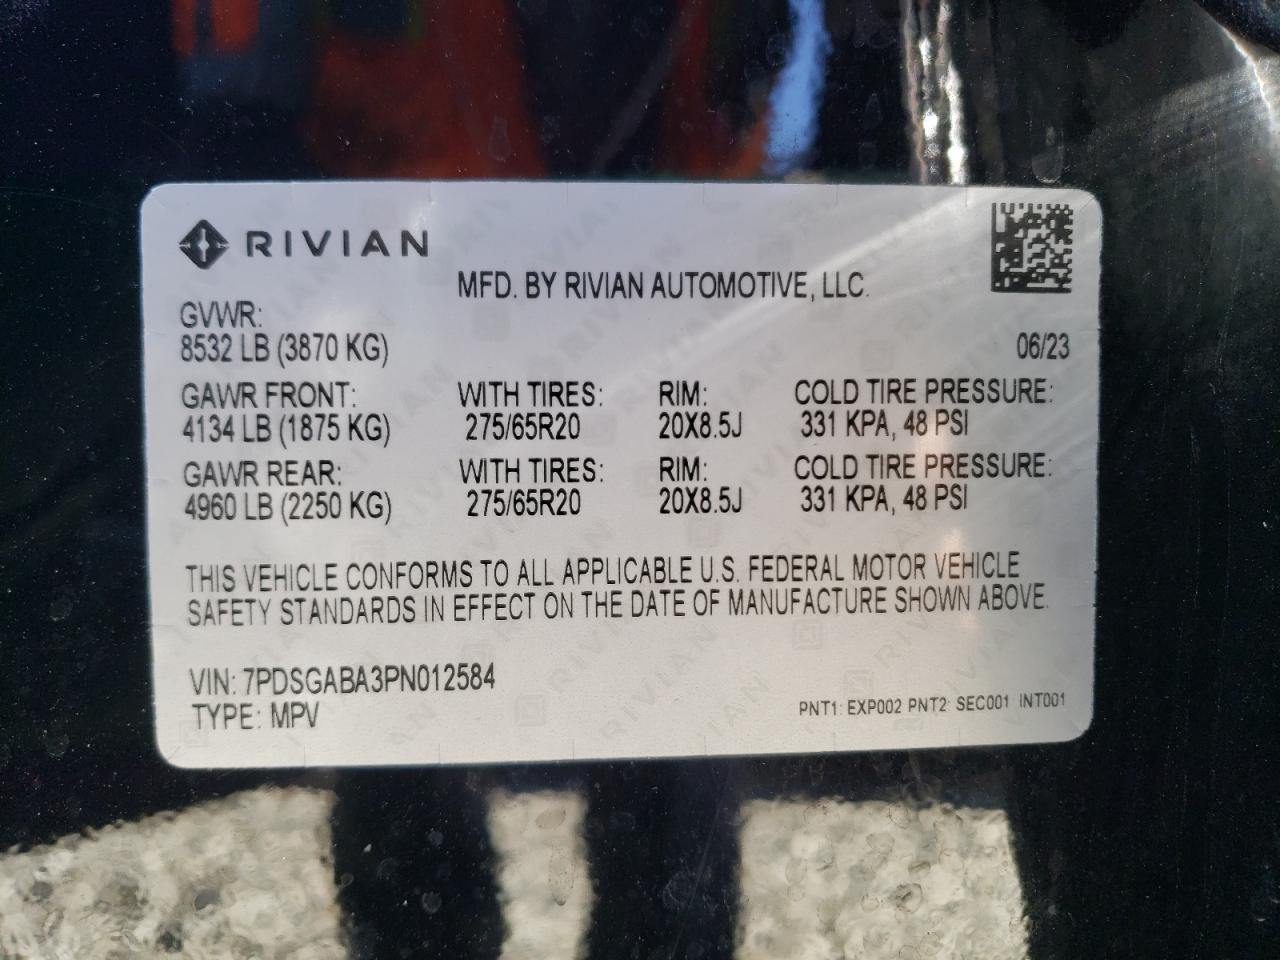 RIVIAN
MFD. BY RIVIAN AUTOMOTIVE, LLC.
GVWR:
8532 LB (3870 KG)
06/23
GAWR FRONT: WITH TIRES: RIM: COLD TIRE PRESSURE:
4134 LB (1875 KG) 275/65R20 20X8.5J 331 KPA, 48 PSI
GAWR REAR: WITH TIRES: RIM: COLD TIRE PRESSURE:
4960 LB (2250 KG) 275/65R20 20X8.5J 331 KPA, 48 PSI
THIS VEHICLE CONFORMS TO ALL APPLICABLE U.S. FEDERAL MOTOR VEHICLE
SAFETY STANDARDS IN EFFECT ON THE DATE OF MANUFACTURE SHOWN ABOVE.
VIN: 7PDSGABA3PN012584
TYPE: MPV
PNT1: EXP002 PNT2: SEC001 INT001